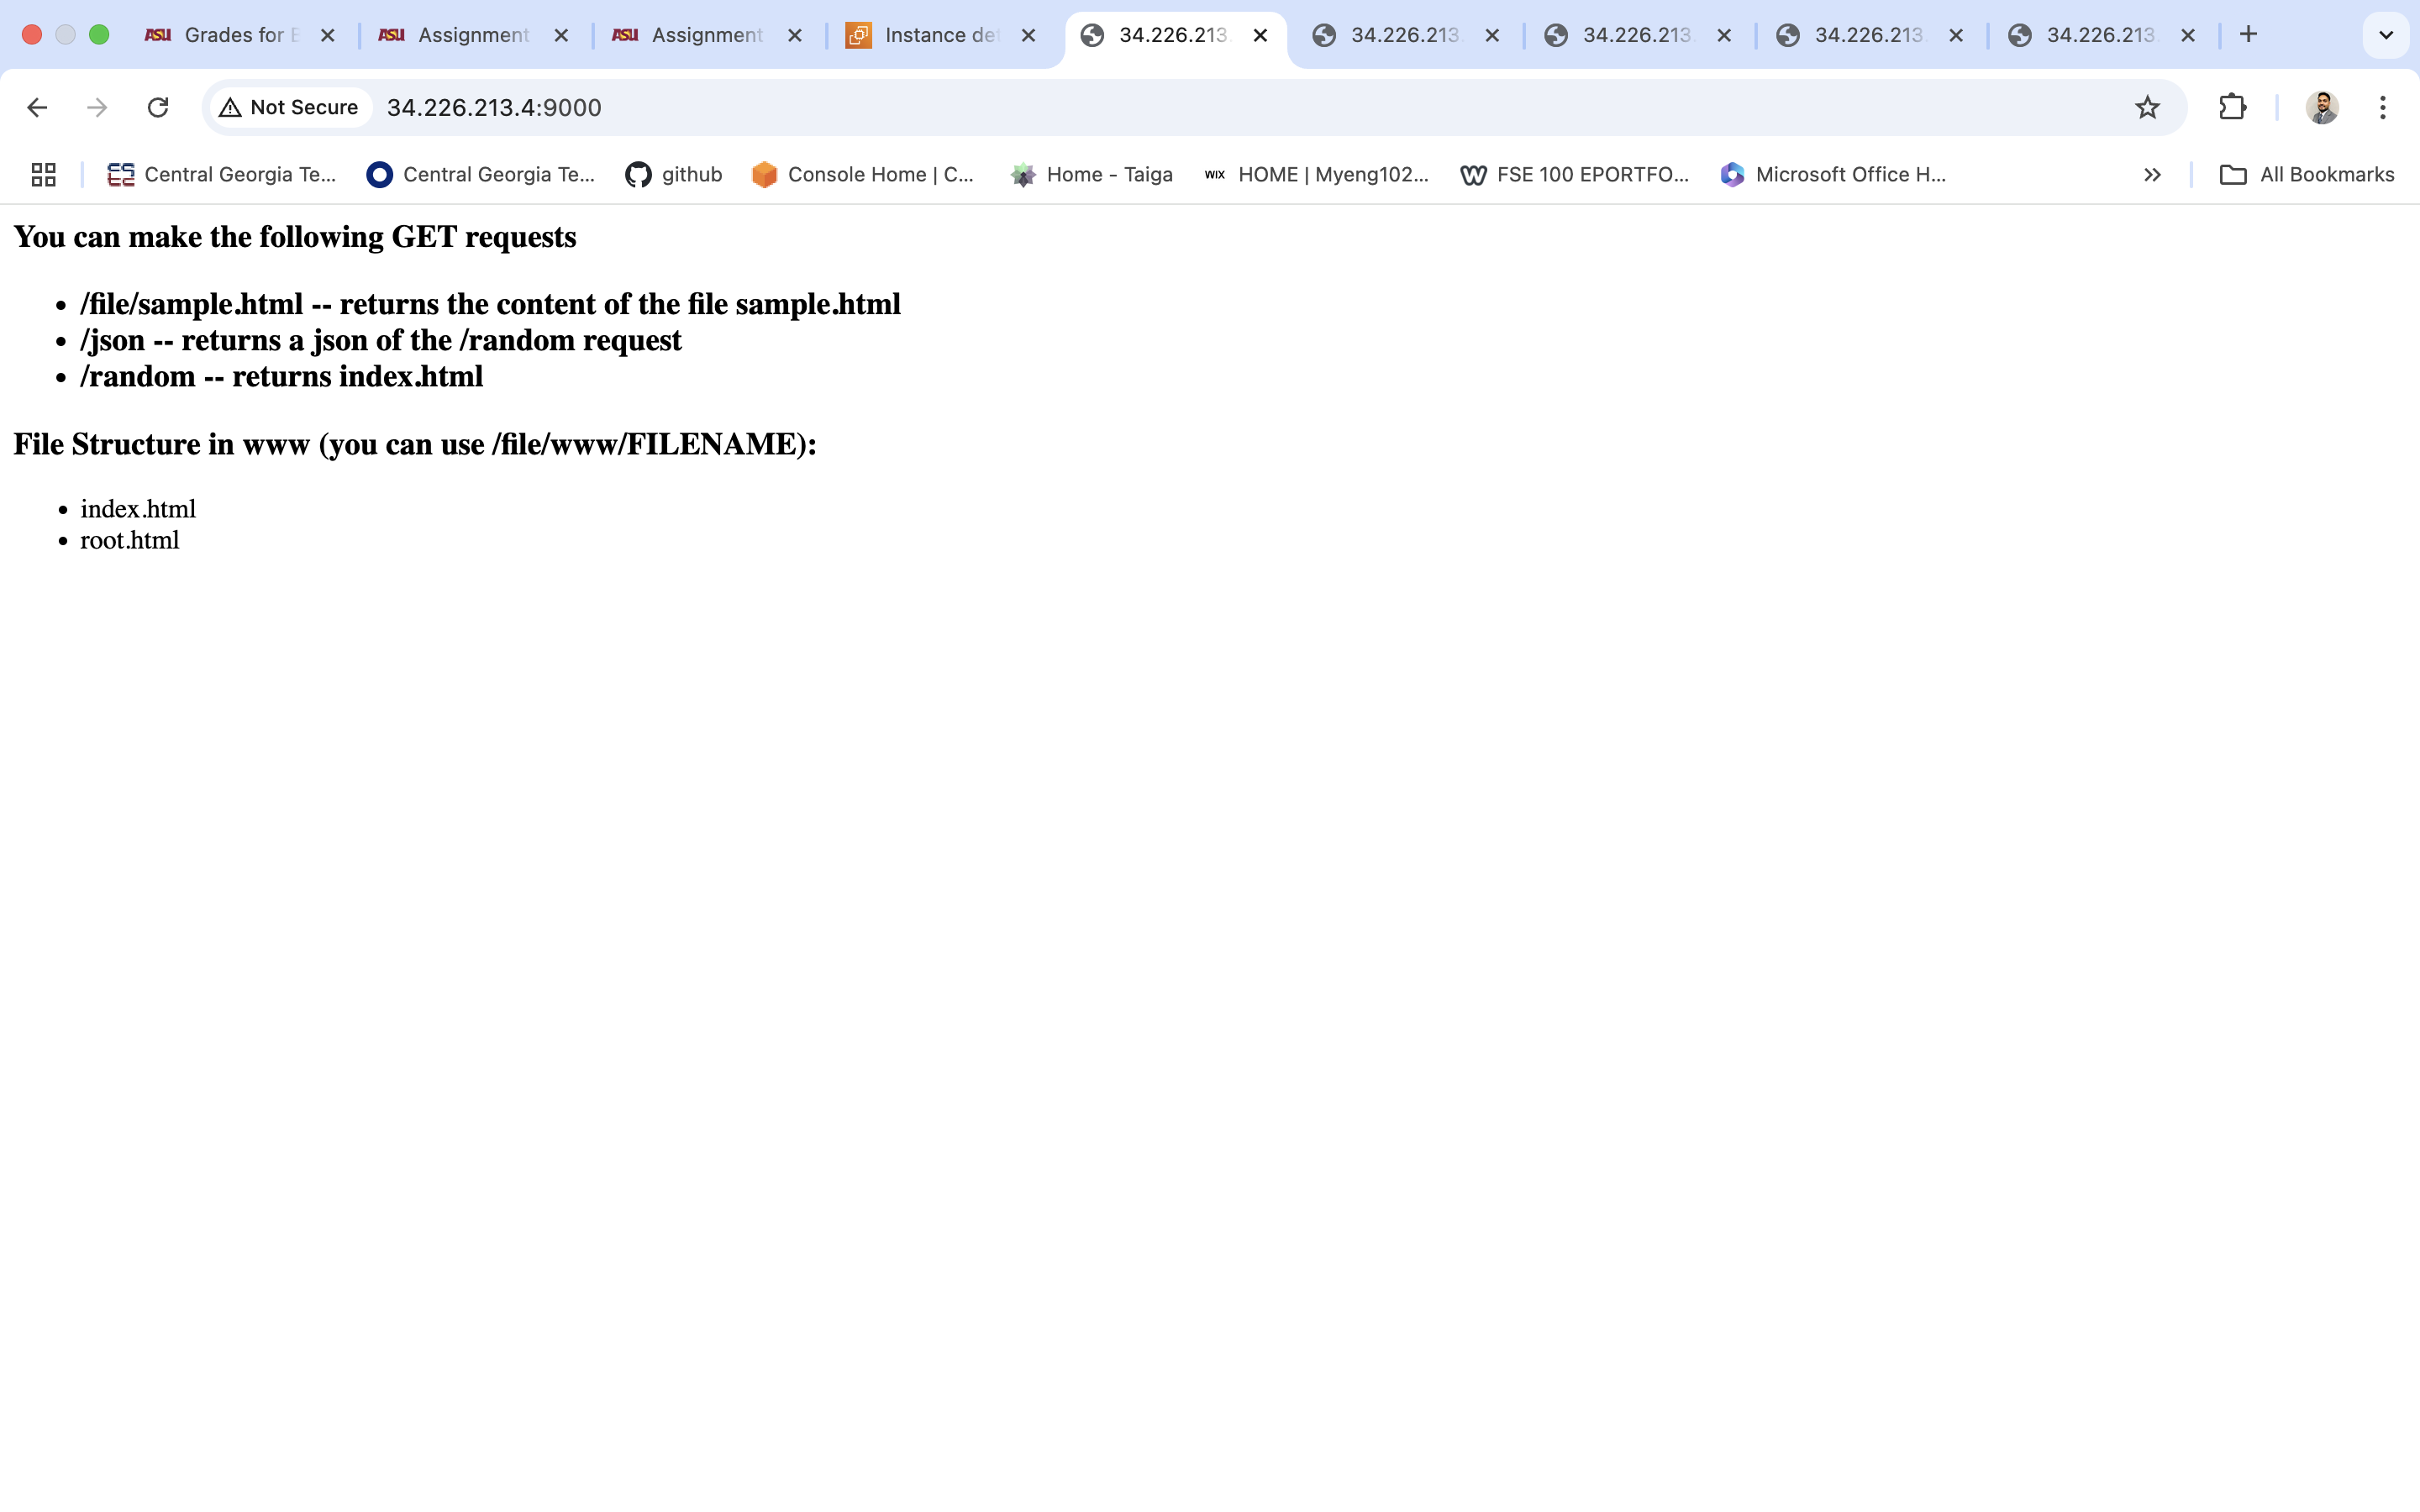 ASU Grades for E
ASU Assignment
ASU Assignment
Instance det
34.226.213.
34.226.213.
34.226.213.
34.226.213.
34.226.213.
Not Secure 34.226.213.4:9000
Central Georgia Te...
Central Georgia Te...
github
Console Home | C...
Home - Taiga
WIX HOME | Myeng102...
W FSE 100 EPORTFO...
Microsoft Office H...
All Bookmarks
You can make the following GET requests
• /file/sample.html -- returns the content of the file sample.html
• /json -- returns a json of the /random request
• /random -- returns index.html
File Structure in www (you can use /file/www/FILENAME):
• index.html
• root.html